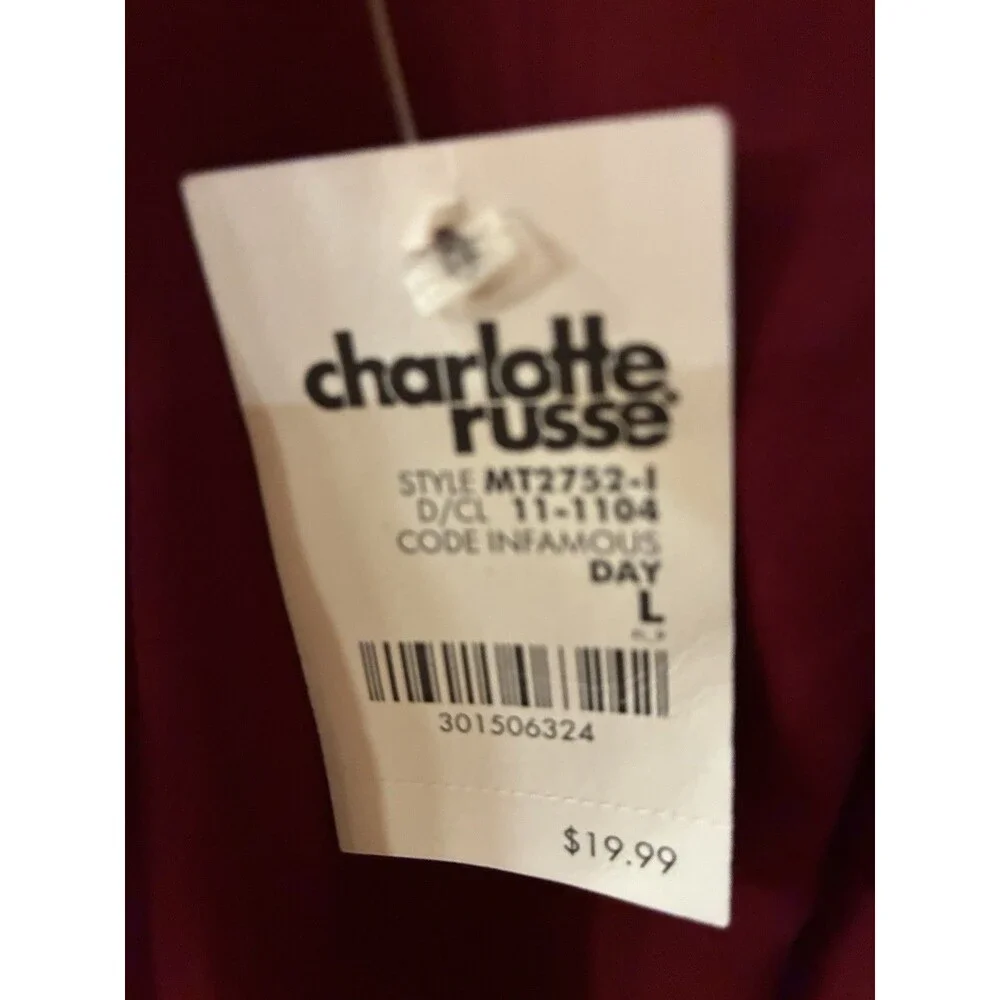 charlotte
russe
STYLE MT2752-I
D/CL 11-1104
CODE INFAMOUS
DAY
L
301506324
$19.99